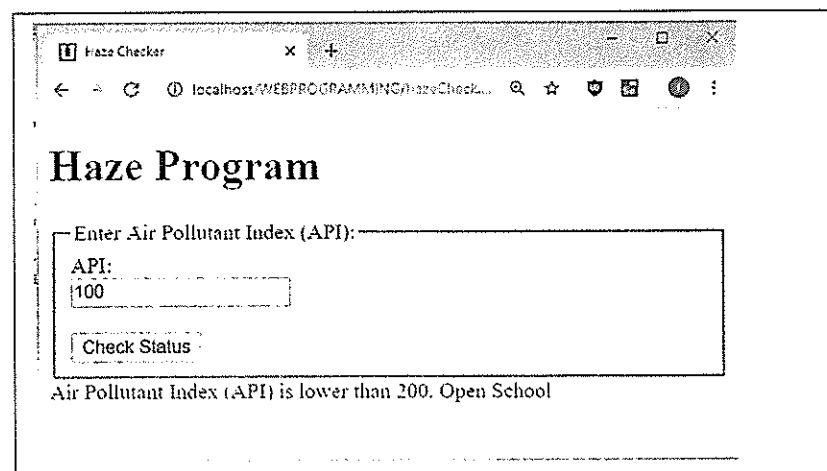 Haze Checker
localhost/WEBPROGRAMMING/HazeCheck...
Haze Program
Enter Air Pollutant Index (API):
API:
100
Check Status
Air Pollutant Index (API) is lower than 200. Open School